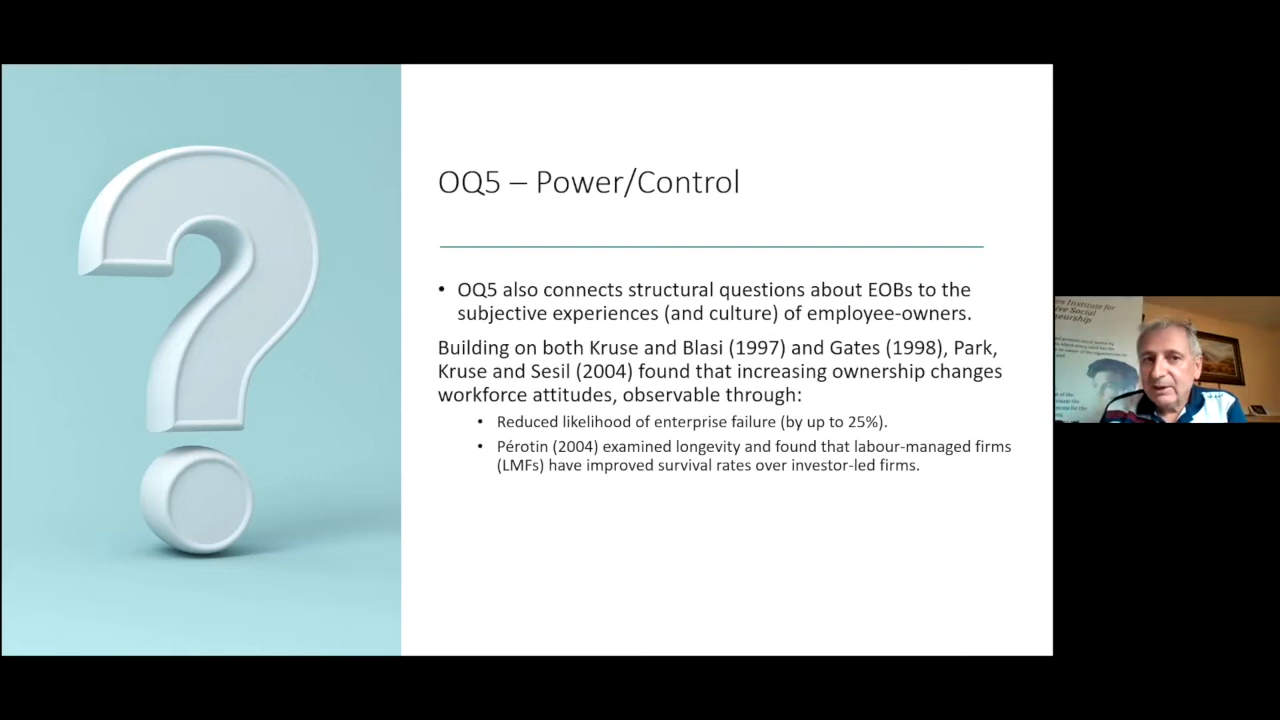 OQ5 – Power/Control
• OQ5 also connects structural questions about EOBs to the
subjective experiences (and culture) of employee-owners.
Building on both Kruse and Blasi (1997) and Gates (1998), Park,
Kruse and Sesil (2004) found that increasing ownership changes
workforce attitudes, observable through:
• Reduced likelihood of enterprise failure (by up to 25%).
• Pérotin (2004) examined longevity and found that labour-managed firms
(LMFs) have improved survival rates over investor-led firms.
Institute for
Social